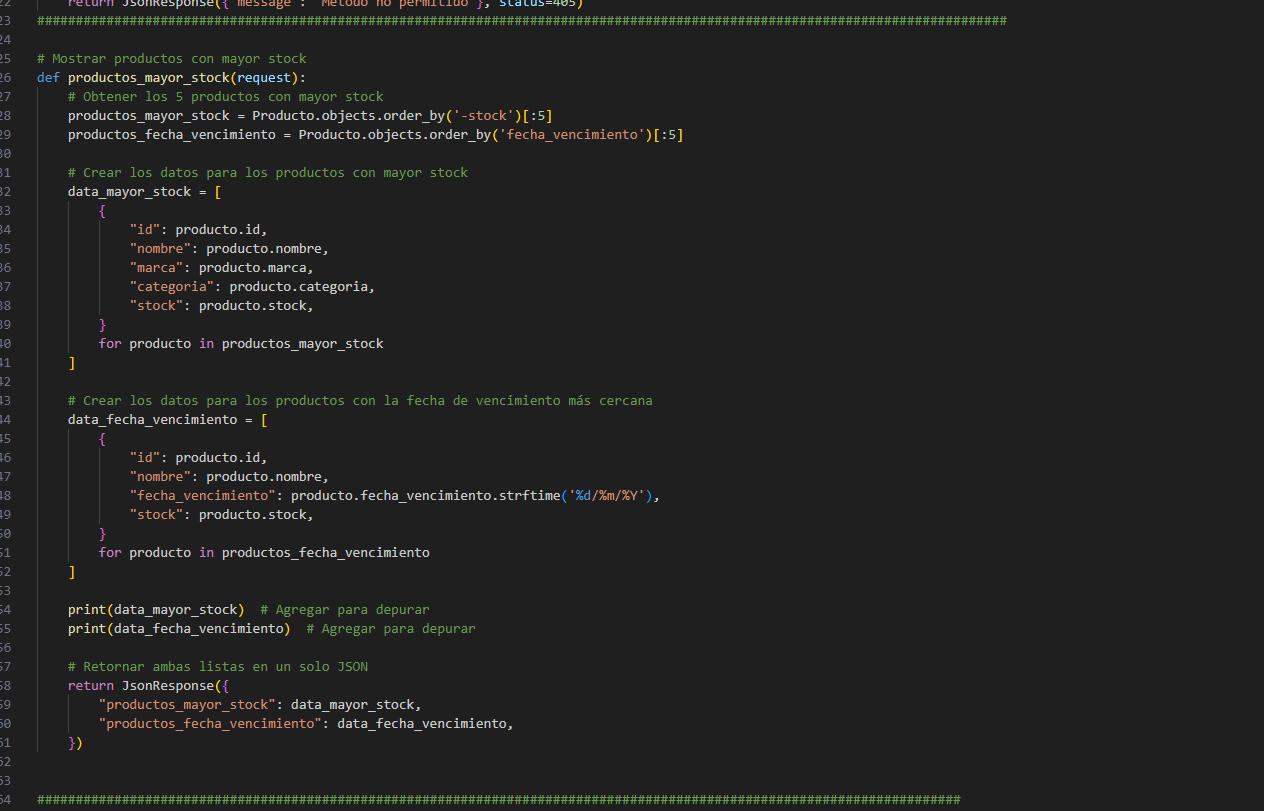 22 return JsonResponse({"message": "Método no permitido"}, status=405)
23 ##############################################################################################################################
24
25 # Mostrar productos con mayor stock
26 def productos_mayor_stock(request):
27 # Obtener los 5 productos con mayor stock
28 productos_mayor_stock = Producto.objects.order_by('-stock')[:5]
29 productos_fecha_vencimiento = Producto.objects.order_by('fecha_vencimiento')[:5]
30
31 # Crear los datos para los productos con mayor stock
32 data_mayor_stock = [
33 {
34 "id": producto.id,
35 "nombre": producto.nombre,
36 "marca": producto.marca,
37 "categoria": producto.categoria,
38 "stock": producto.stock,
39 }
40 for producto in productos_mayor_stock
41 ]
42
43 # Crear los datos para los productos con la fecha de vencimiento más cercana
44 data_fecha_vencimiento = [
45 {
46 "id": producto.id,
47 "nombre": producto.nombre,
48 "fecha_vencimiento": producto.fecha_vencimiento.strftime('%d/%m/%Y'),
49 "stock": producto.stock,
50 }
51 for producto in productos_fecha_vencimiento
52 ]
53
54 print(data_mayor_stock)  # Agregar para depurar
55 print(data_fecha_vencimiento)  # Agregar para depurar
56
57 # Retornar ambas listas en un solo JSON
58 return JsonResponse({
59 "productos_mayor_stock": data_mayor_stock,
60 "productos_fecha_vencimiento": data_fecha_vencimiento,
61 })
62
63
64 ########################################################################################################################